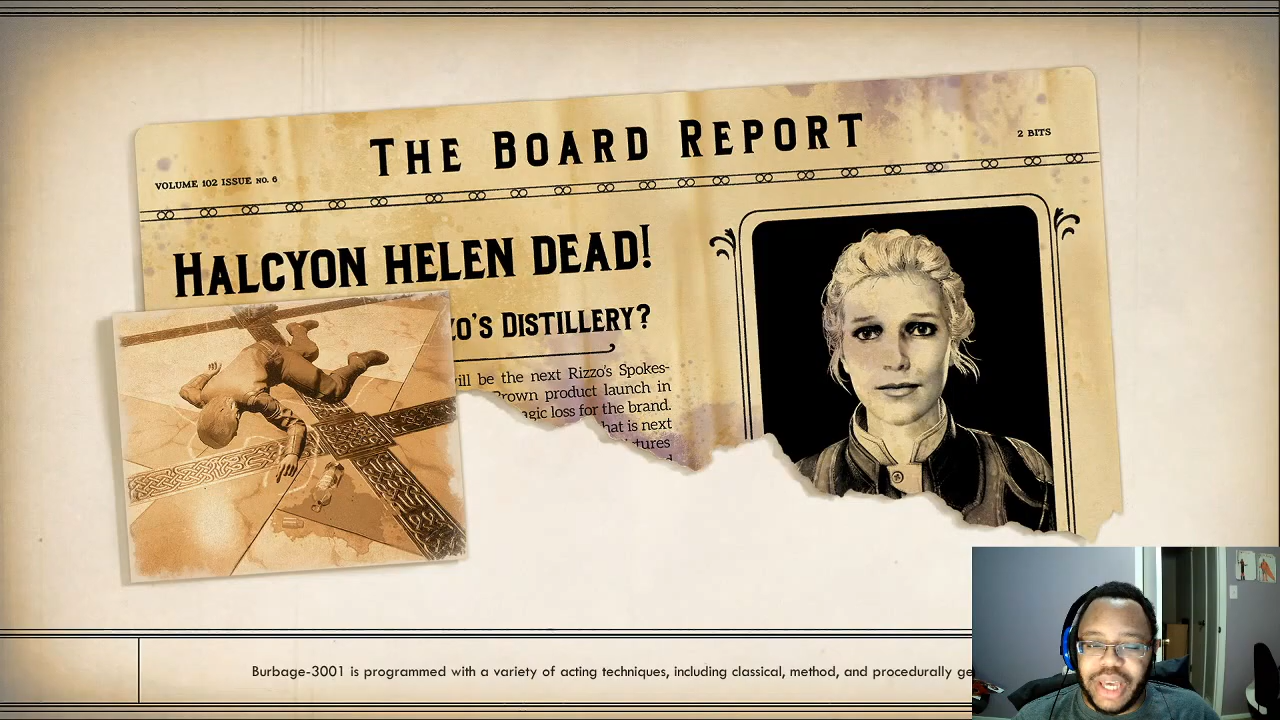 THE BOARD REPORT
2 BITS
VOLUME 102 ISSUE NO. 6
HALCYON HELEN DEAD!
ZO'S DISTILLERY?
will be the next Rizzo's Spokes-
Brown product launch in
agic loss for the brand.
hat is next
tures
d
Burbage-3001 is programmed with a variety of acting techniques, including classical, method, and procedurally ge